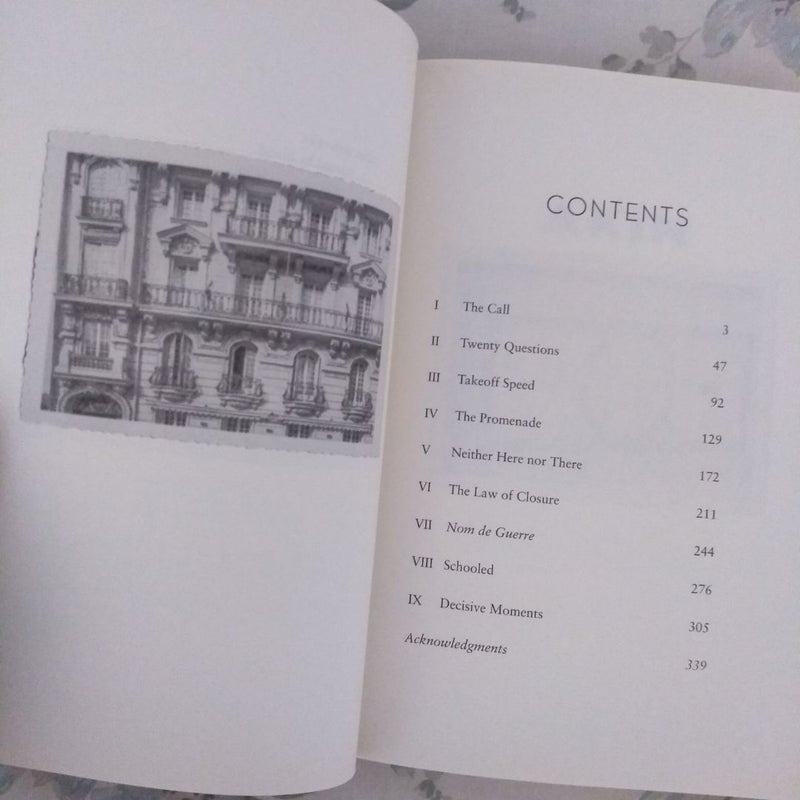 CONTENTS
I The Call 3
II Twenty Questions 47
III Takeoff Speed 92
IV The Promenade 129
V Neither Here nor There 172
VI The Law of Closure 211
VII Nom de Guerre 244
VIII Schooled 276
IX Decisive Moments 305
Acknowledgments 339